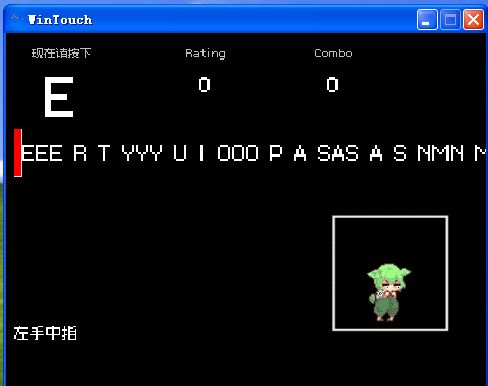 WinTouch
现在请按下 Rating Combo
E 0 0
EEE R T YYY U I OOO P A SAS A S NMN N
左手中指